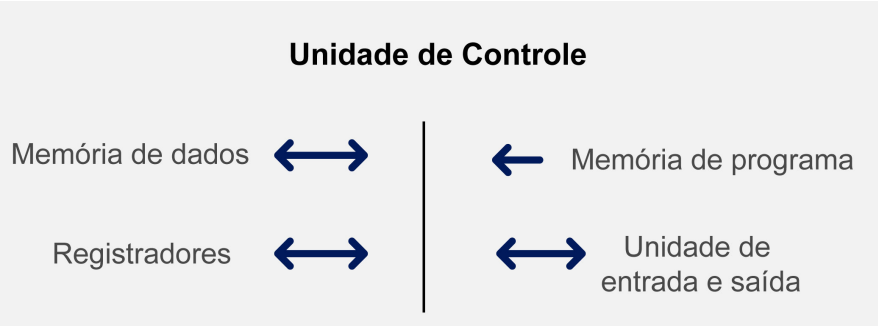 Unidade de Controle
Memória de dados
Memória de programa
Registradores
Unidade de
entrada e saída